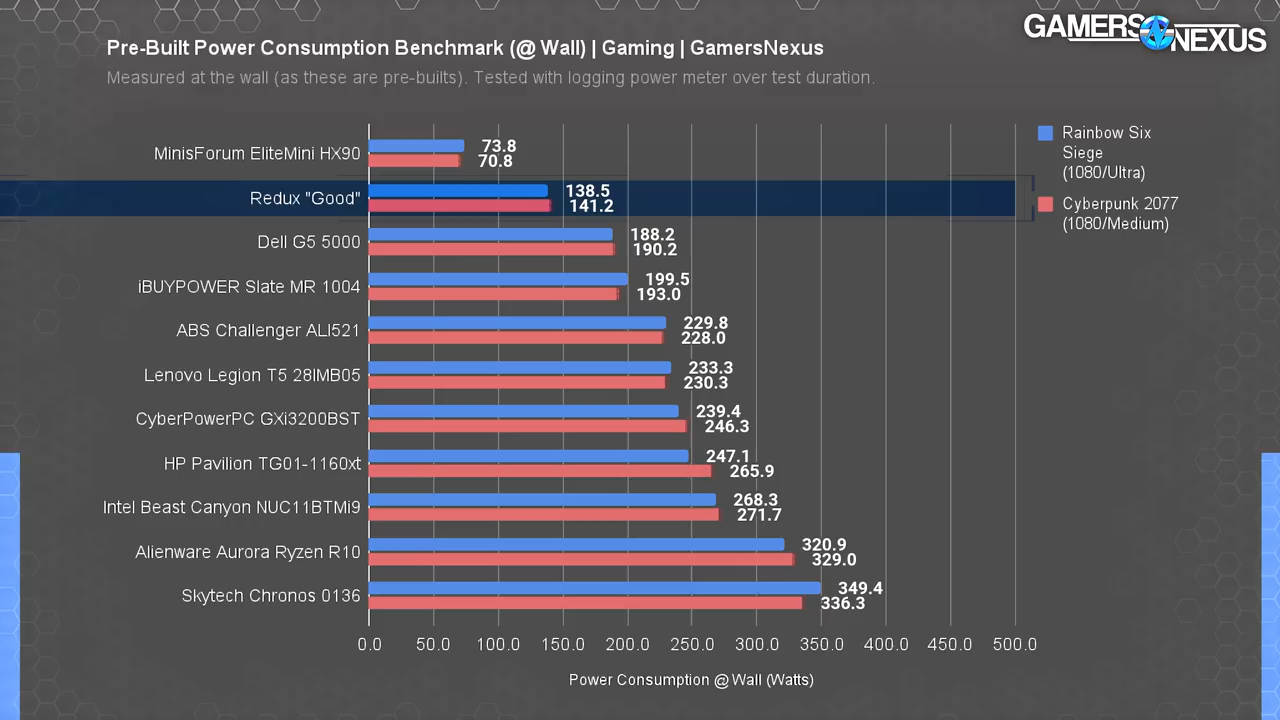 GAMERS NEXUS
Pre-Built Power Consumption Benchmark (@ Wall) | Gaming | GamersNexus
Measured at the wall (as these are pre-builts). Tested with logging power meter over test duration.
Rainbow Six
Siege
(1080/Ultra)
Cyberpunk 2077
(1080/Medium)
MinisForum EliteMini HX90
73.8
70.8
Redux "Good"
138.5
141.2
Dell G5 5000
188.2
190.2
iBUYPOWER Slate MR 1004
199.5
193.0
ABS Challenger ALI521
229.8
228.0
Lenovo Legion T5 28IMB05
233.3
230.3
CyberPowerPC GXi3200BST
239.4
246.3
HP Pavilion TG01-1160xt
247.1
265.9
Intel Beast Canyon NUC11BTMi9
268.3
271.7
Alienware Aurora Ryzen R10
320.9
329.0
Skytech Chronos 0136
349.4
336.3
0.0 50.0 100.0 150.0 200.0 250.0 300.0 350.0 400.0 450.0 500.0
Power Consumption @ Wall (Watts)